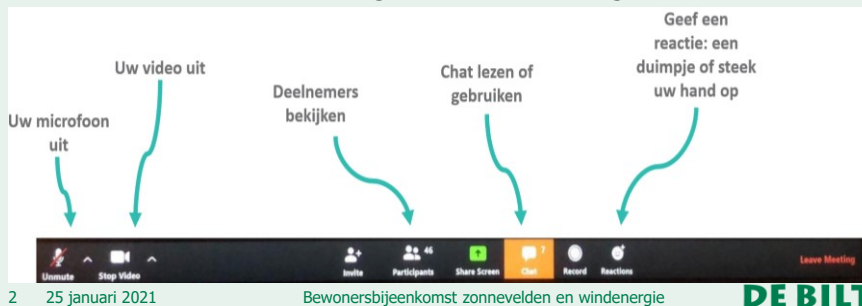 Uw microfoon
uit
Uw video uit
Deelnemers
bekijken
Chat lezen of
gebruiken
Geef een
reactie: een
duimpje of steek
uw hand op
Unmute
Stop Video
Invite
46
Participants
Share Screen
7
Chat
Record
Reactions
Leave Meeting
2 25 januari 2021 Bewonersbijeenkomst zonnevelden en windenergie DE BILT